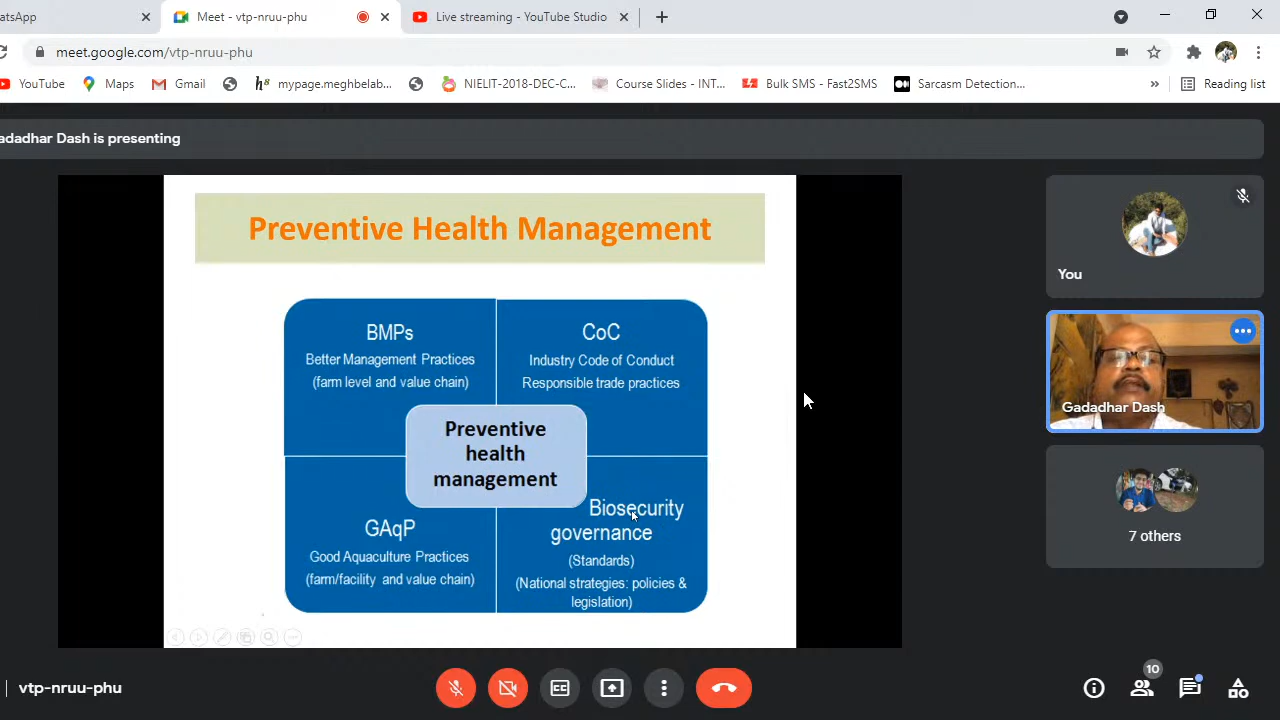 atsApp
Meet - vtp-nruu-phu
Live streaming - YouTube Studio
meet.google.com/vtp-nruu-phu
YouTube
Maps
Gmail
mypage.meghbelab...
NIELIT-2018-DEC-C...
Course Slides - INT...
Bulk SMS - Fast2SMS
Sarcasm Detection...
»
Reading list
adadhar Dash is presenting
Preventive Health Management
BMPs
Better Management Practices
(farm level and value chain)
CoC
Industry Code of Conduct
Responsible trade practices
Preventive
health
management
GAqP
Good Aquaculture Practices
(farm/facility and value chain)
Biosecurity
governance
(Standards)
(National strategies: policies &
legislation)
You
Gadadhar Dash
7 others
vtp-nruu-phu
10